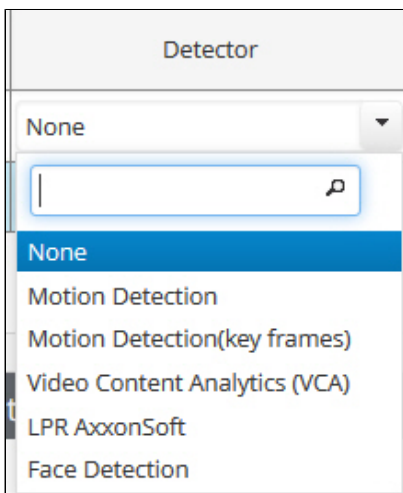 Detector
None
None
Motion Detection
Motion Detection(key frames)
Video Content Analytics (VCA)
t
LPR AxxonSoft
Face Detection